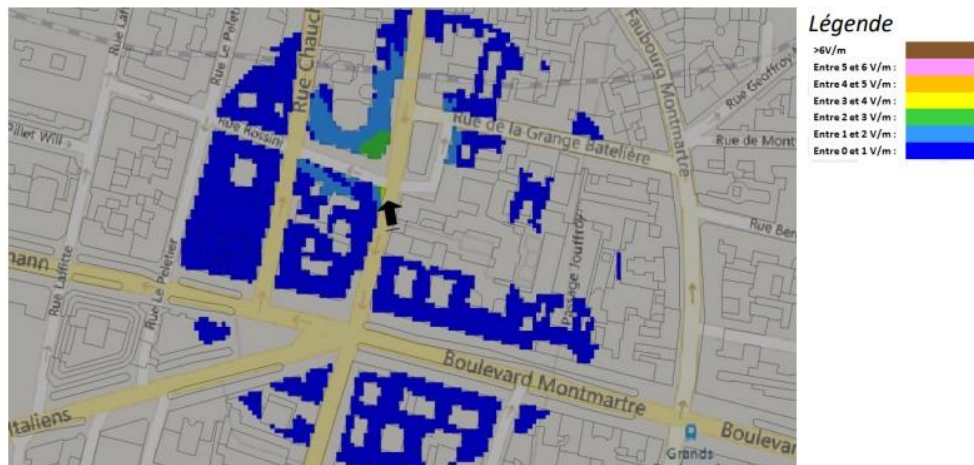 Légende
>6V/m
Entre 5 et 6 V/m :
Entre 4 et 5 V/m :
Entre 3 et 4 V/m :
Entre 2 et 3 V/m :
Entre 1 et 2 V/m :
Entre 0 et 1 V/m :
Rue Le Peletier
Rue Chauch
Faubourg Montmartre
Rue Geoffroy
Rue Rossini
Rue de la Grange Batelière
Rue de Mont
illet Will
Rue Ber
Passage Jouffroy
Rue Laffitte
Rue Le Peletier
mann
Boulevard Montmartre
Italiens
Boulevar
Grands